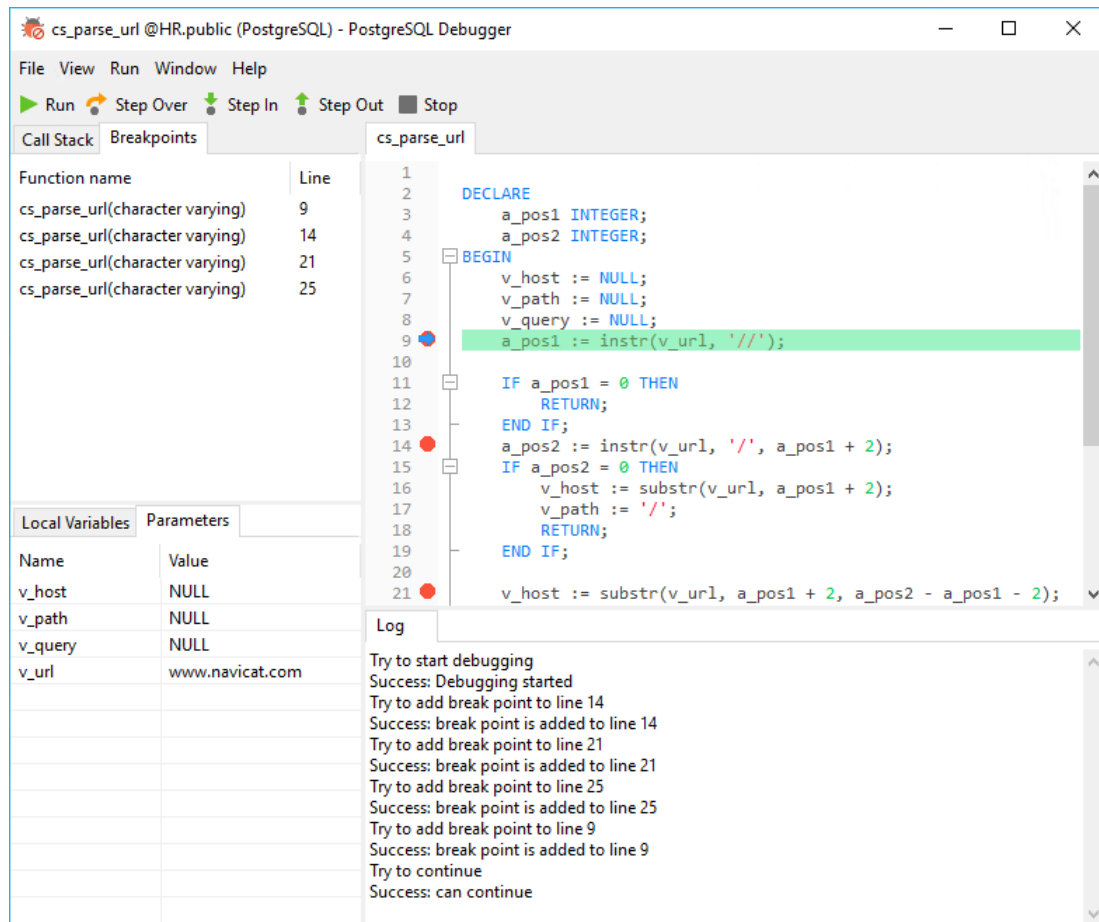 cs_parse_url @HR.public (PostgreSQL) - PostgreSQL Debugger
File View Run Window Help
Run Step Over Step In Step Out Stop
Call Stack Breakpoints
Function name Line
cs_parse_url(character varying) 9
cs_parse_url(character varying) 14
cs_parse_url(character varying) 21
cs_parse_url(character varying) 25
Local Variables Parameters
Name Value
v_host NULL
v_path NULL
v_query NULL
v_url www.navicat.com
cs_parse_url
1
2 DECLARE
3 a_pos1 INTEGER;
4 a_pos2 INTEGER;
5 BEGIN
6 v_host := NULL;
7 v_path := NULL;
8 v_query := NULL;
9 a_pos1 := instr(v_url, '//');
10
11 IF a_pos1 = 0 THEN
12 RETURN;
13 END IF;
14 a_pos2 := instr(v_url, '/', a_pos1 + 2);
15 IF a_pos2 = 0 THEN
16 v_host := substr(v_url, a_pos1 + 2);
17 v_path := '/';
18 RETURN;
19 END IF;
20
21 v_host := substr(v_url, a_pos1 + 2, a_pos2 - a_pos1 - 2);
Log
Try to start debugging
Success: Debugging started
Try to add break point to line 14
Success: break point is added to line 14
Try to add break point to line 21
Success: break point is added to line 21
Try to add break point to line 25
Success: break point is added to line 25
Try to add break point to line 9
Success: break point is added to line 9
Try to continue
Success: can continue